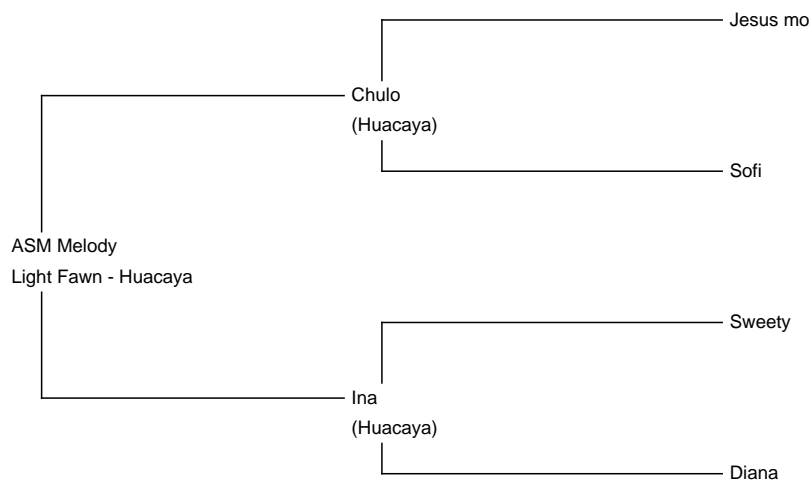 Jesus mo
Chulo
(Huacaya)
Sofi
ASM Melody
Light Fawn - Huacaya
Sweety
Ina
(Huacaya)
Diana